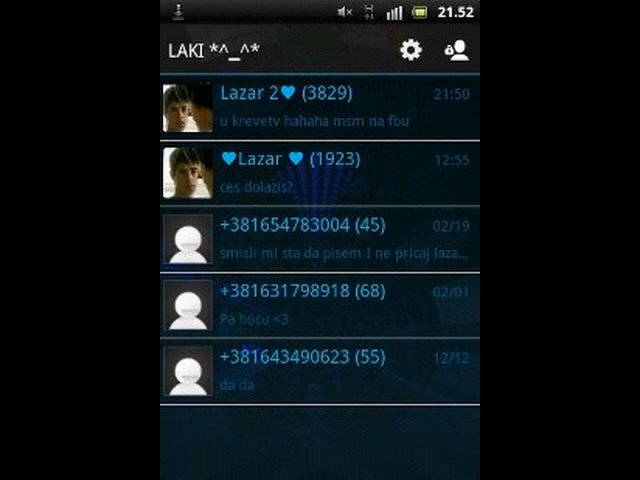 21.52
LAKI *^_^*
Lazar 2♥ (3829)
21:50
u krevetv hahaha msm na fbu
♥Lazar ♥ (1923)
12:55
ces dolazis?
+381654783004 (45)
02/19
smisli mi sta da pisem I ne pricaj laza...
+381631798918 (68)
02/01
Pa hocu <3
+381643490623 (55)
12/12
da da